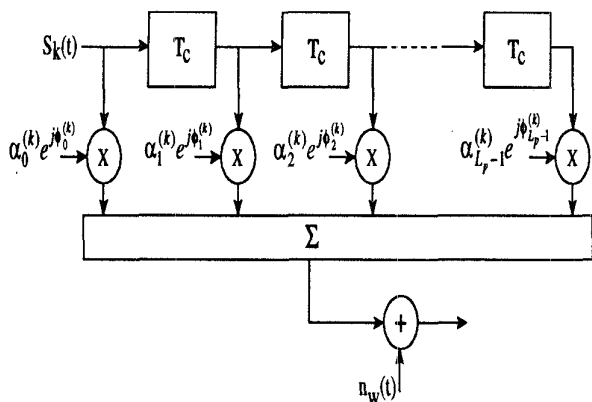 S_k(t) T_c T_c T_c
α_0^{(k)} e^{jϕ_0^{(k)}} X α_1^{(k)} e^{jϕ_1^{(k)}} X α_2^{(k)} e^{jϕ_2^{(k)}} X α_{L_p-1}^{(k)} e^{jϕ_{L_p-1}^{(k)}} X
Σ
+
n_w(t)